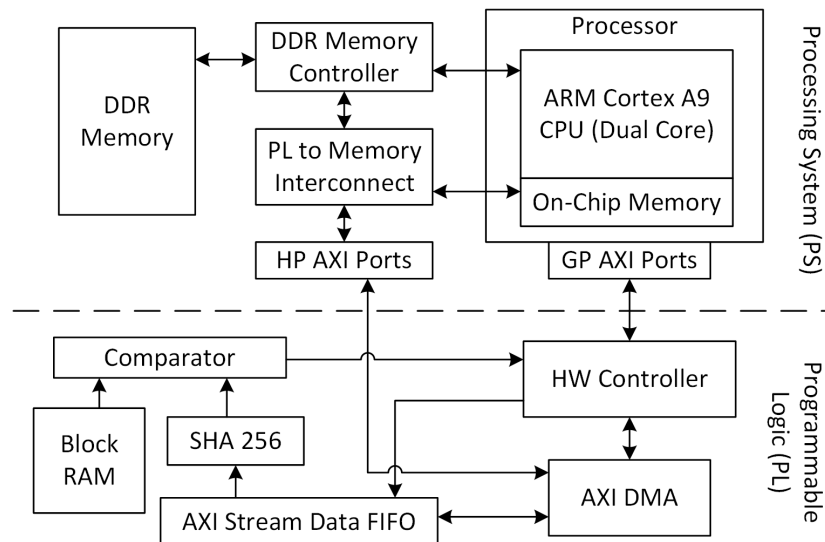 DDR
Memory
DDR Memory
Controller
PL to Memory
Interconnect
HP AXI Ports
Processor
ARM Cortex A9
CPU (Dual Core)
On-Chip Memory
GP AXI Ports
Processing System (PS)
Comparator
Block
RAM
SHA 256
AXI Stream Data FIFO
HW Controller
AXI DMA
Programmable
Logic (PL)